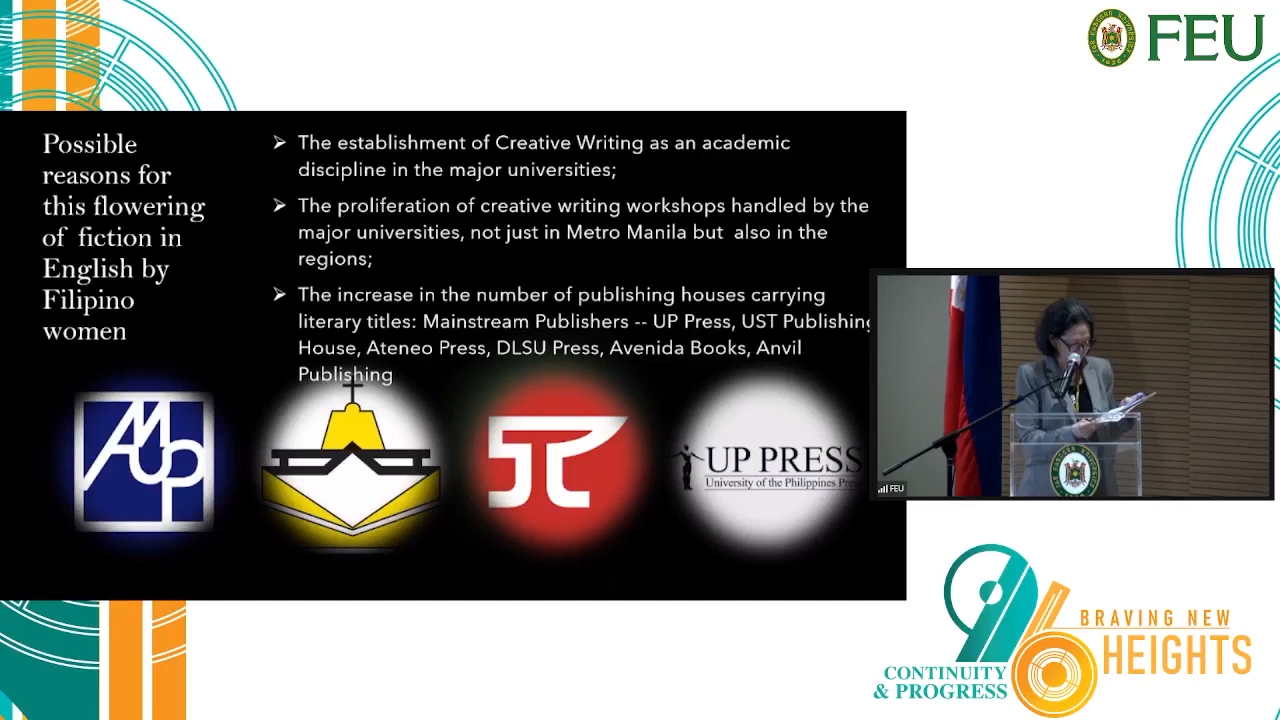 FEU
Possible
reasons for
this flowering
of fiction in
English by
Filipino
women
➢ The establishment of Creative Writing as an academic
discipline in the major universities;
➢ The proliferation of creative writing workshops handled by the
major universities, not just in Metro Manila but also in the
regions;
➢ The increase in the number of publishing houses carrying
literary titles: Mainstream Publishers -- UP Press, UST Publishing
House, Ateneo Press, DLSU Press, Avenida Books, Anvil
Publishing
AMUP
UP PRESS
University of the Philippines Press
FEU
96
BRAVING NEW
HEIGHTS
CONTINUITY
& PROGRESS